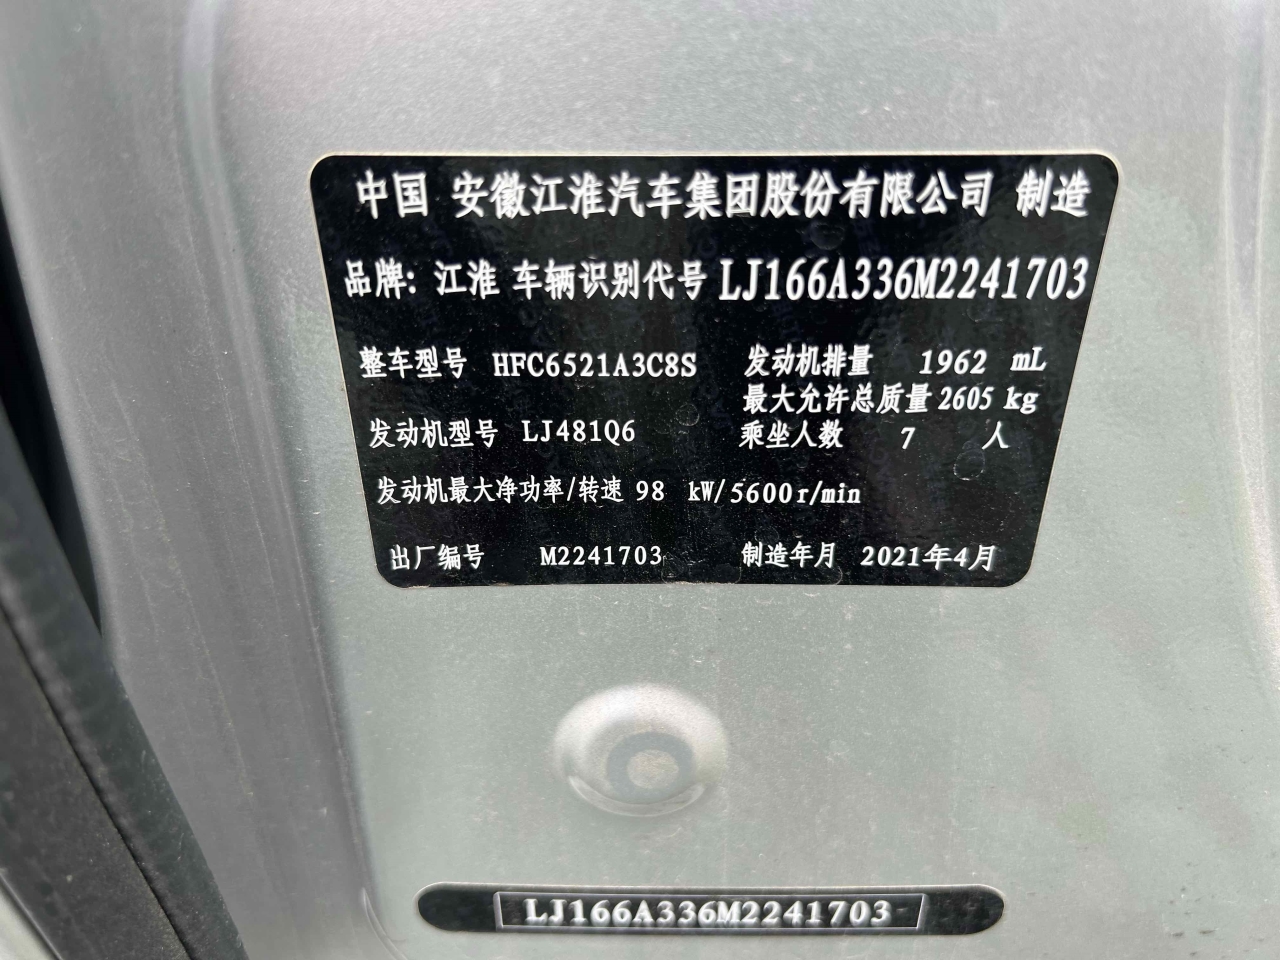 中国 安徽江淮汽车集团股份有限公司 制造
品牌: 江淮 车辆识别代号 LJ166A336M2241703
整车型号 HFC6521A3C8S 发动机排量 1962 mL
最大允许总质量 2605 kg
发动机型号 LJ481Q6 乘坐人数 7 人
发动机最大净功率/转速 98 kW/5600r/min
出厂编号 M2241703 制造年月 2021年4月
LJ166A336M2241703